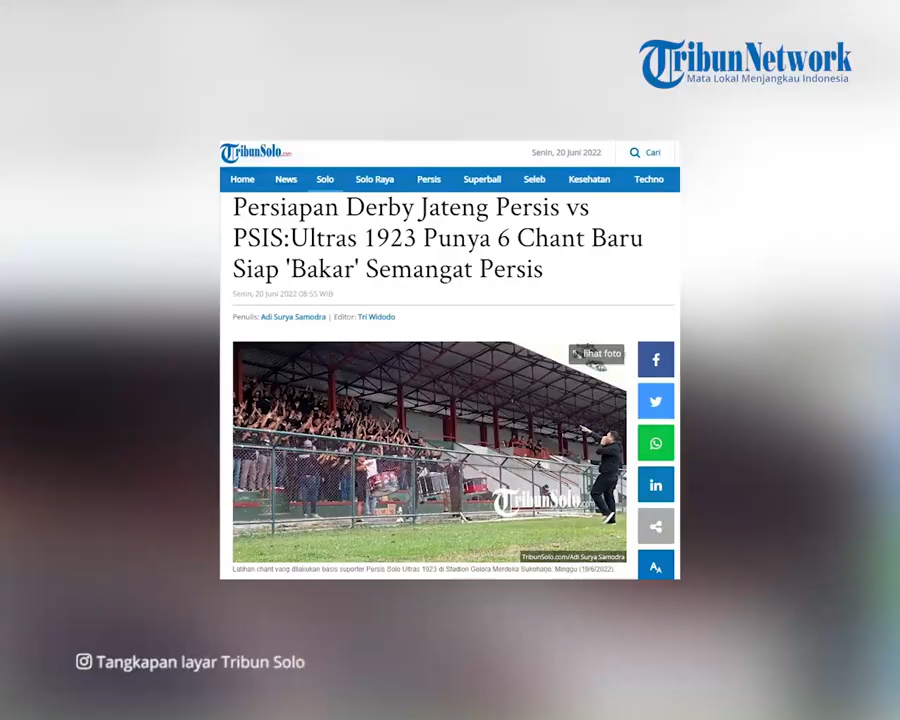 TribunNetwork
Mata Lokal Menjangkau Indonesia
TribunSolo.com
Senin, 20 Juni 2022
Cari
Home News Solo Solo Raya Persis Superball Seleb Kesehatan Techno
Persiapan Derby Jateng Persis vs
PSIS:Ultras 1923 Punya 6 Chant Baru
Siap 'Bakar' Semangat Persis
Senin, 20 Juni 2022 08:55 WIB
Penulis: Adi Surya Samodra | Editor: Tri Widodo
lihat foto
TribunSolo.com
TribunSolo.com/Adi Surya Samodra
Latihan chant yang dilakukan basis suporter Persis Solo Ultras 1923 di Stadion Gelora Merdeka Sukoharjo, Minggu (19/6/2022).
f
in
AA
Tangkapan layar Tribun Solo